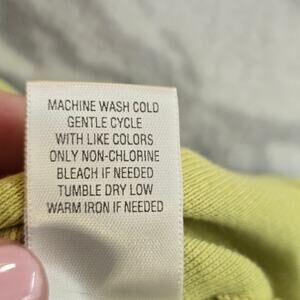 MACHINE WASH COLD
GENTLE CYCLE
WITH LIKE COLORS
ONLY NON-CHLORINE
BLEACH IF NEEDED
TUMBLE DRY LOW
WARM IRON IF NEEDED